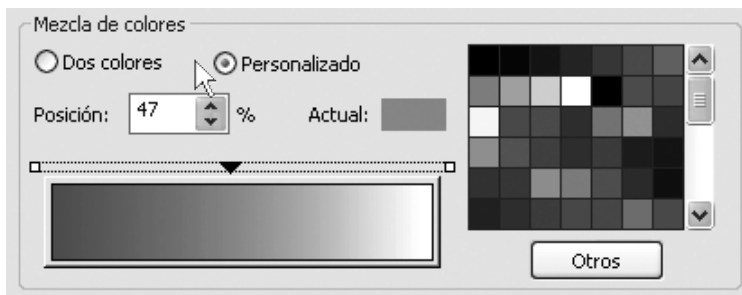 Mezcla de colores
Dos colores Personalizado
Posición: 47 % Actual:
Otros